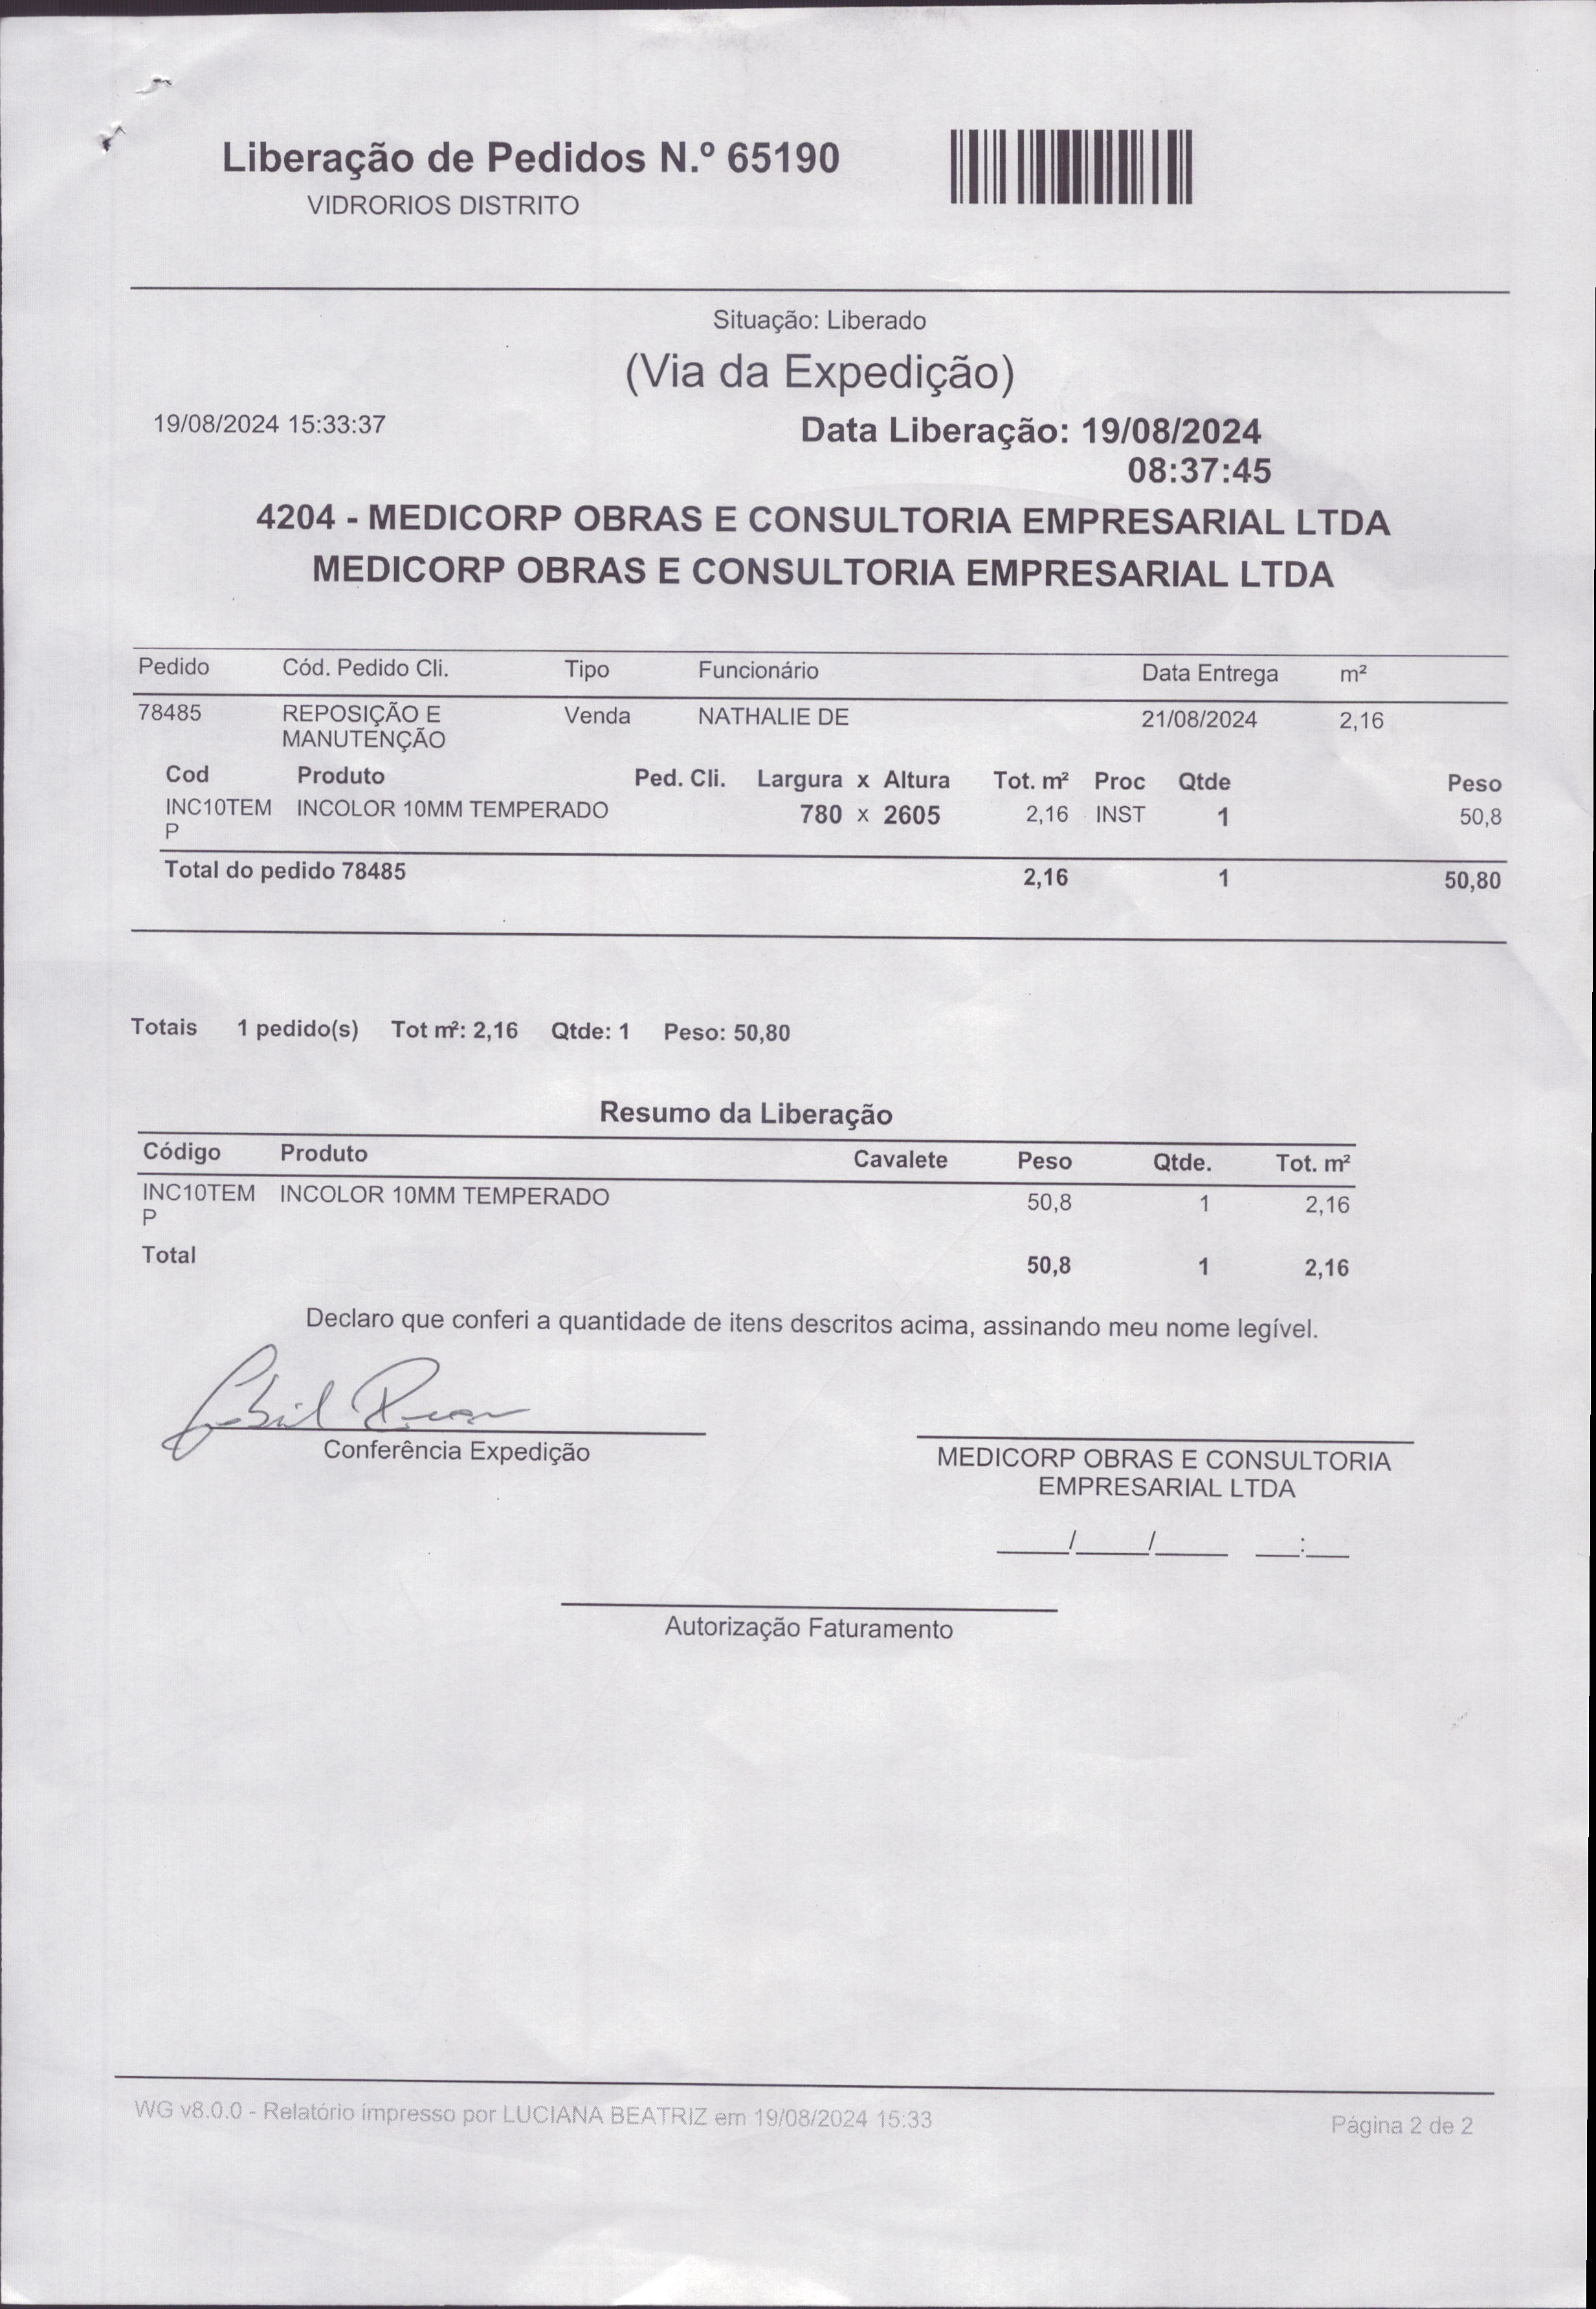 Liberação de Pedidos N.º 65190
VIDRORIOS DISTRITO
Situação: Liberado
(Via da Expedição)
19/08/2024 15:33:37
Data Liberação: 19/08/2024
08:37:45
4204 - MEDICORP OBRAS E CONSULTORIA EMPRESARIAL LTDA
MEDICORP OBRAS E CONSULTORIA EMPRESARIAL LTDA
Pedido Cód. Pedido Cli. Tipo Funcionário Data Entrega m²
78485 REPOSIÇÃO E Venda NATHALIE DE 21/08/2024 2,16
MANUTENÇÃO
Cod Produto Ped. Cli. Largura x Altura Tot. m² Proc Qtde Peso
INC10TEM INCOLOR 10MM TEMPERADO 780 x 2605 2,16 INST 1 50,8
P
Total do pedido 78485 2,16 1 50,80
Totais 1 pedido(s) Tot m²: 2,16 Qtde: 1 Peso: 50,80
Resumo da Liberação
Código Produto Cavalete Peso Qtde. Tot. m²
INC10TEM INCOLOR 10MM TEMPERADO 50,8 1 2,16
P
Total 50,8 1 2,16
Declaro que conferi a quantidade de itens descritos acima, assinando meu nome legível.
Conferência Expedição
MEDICORP OBRAS E CONSULTORIA
EMPRESARIAL LTDA
____/____/____ __:__
Autorização Faturamento
WG v8.0.0 - Relatório impresso por LUCIANA BEATRIZ em 19/08/2024 15:33
Página 2 de 2